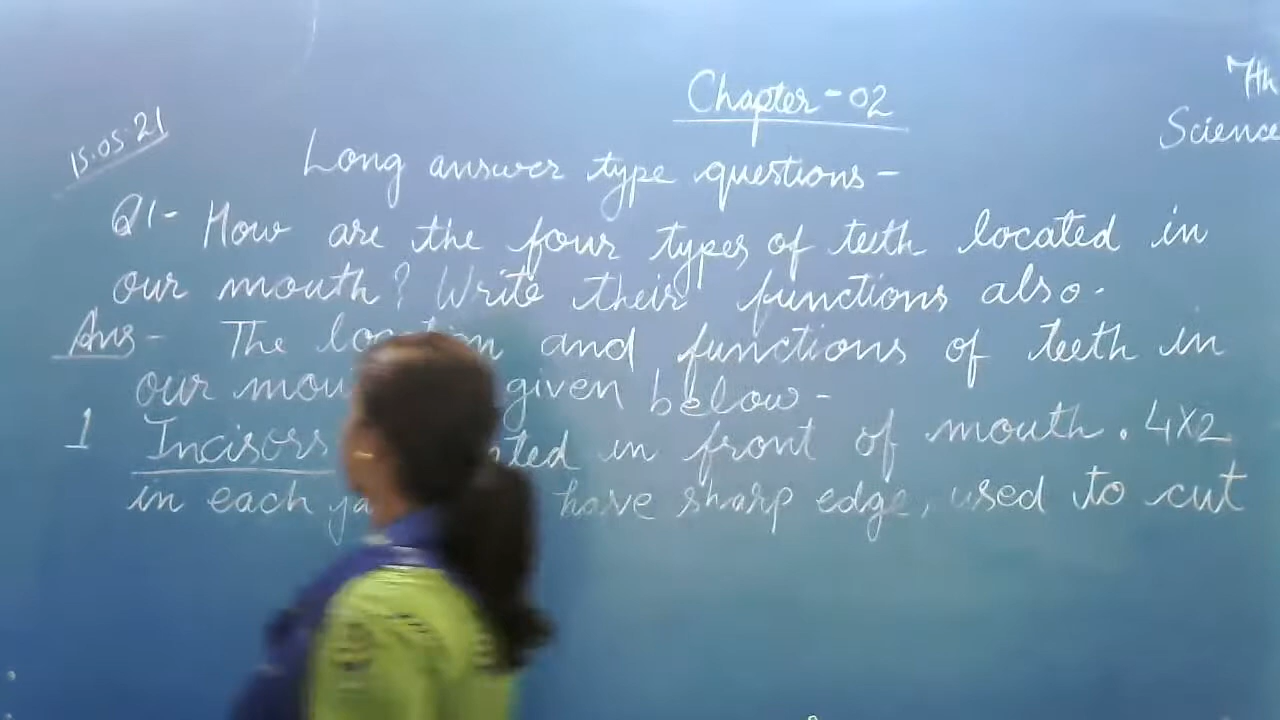 Chapter - 02
7th
Science
15.05.21
Long answer type questions -
Q1- How are the four types of teeth located in
our mouth? Write their functions also.
Ans - The location and functions of teeth in
our given below -
1 Incisors in front of mouth. 4x2
in each have sharp edge, used to cut